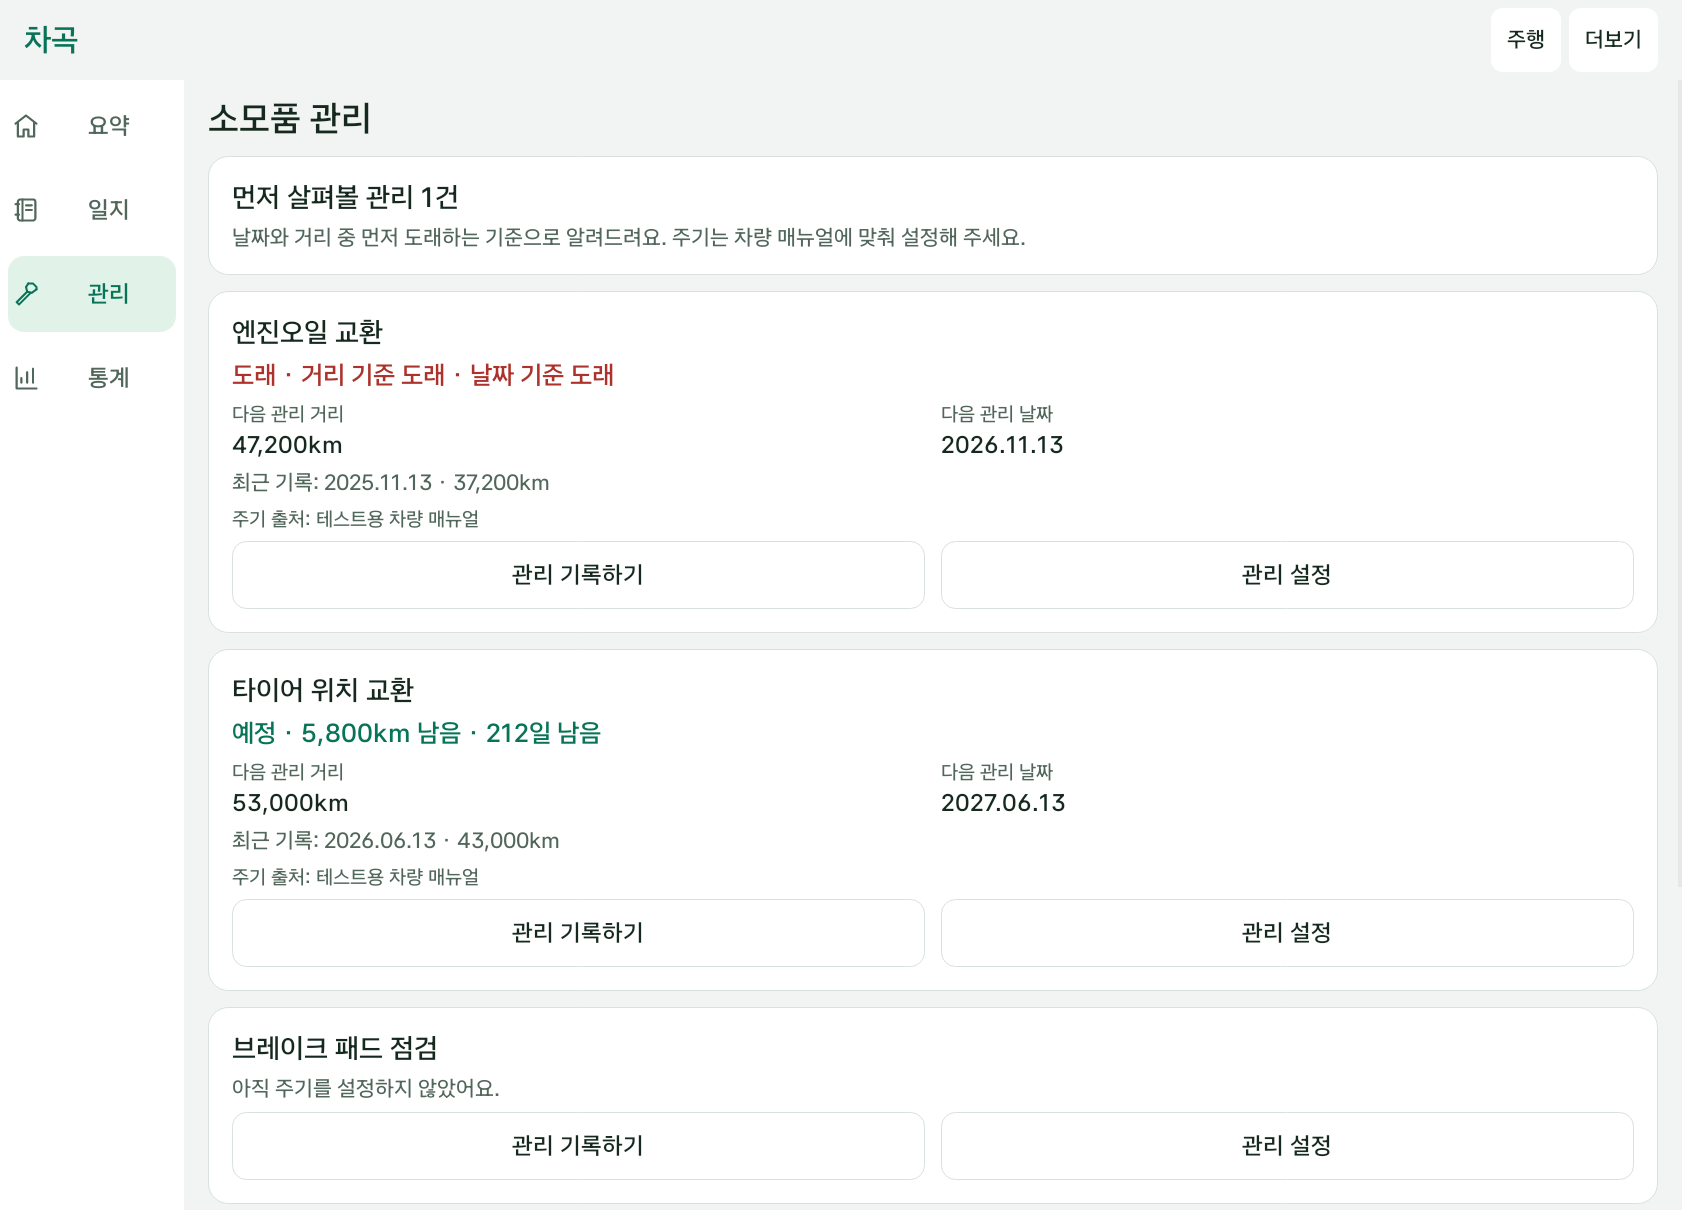 차곡
주행
더보기
요약
일지
관리
통계
소모품 관리
먼저 살펴볼 관리 1건
날짜와 거리 중 먼저 도래하는 기준으로 알려드려요. 주기는 차량 매뉴얼에 맞춰 설정해 주세요.
엔진오일 교환
도래 · 거리 기준 도래 · 날짜 기준 도래
다음 관리 거리
47,200km
다음 관리 날짜
2026.11.13
최근 기록: 2025.11.13 · 37,200km
주기 출처: 테스트용 차량 매뉴얼
관리 기록하기
관리 설정
타이어 위치 교환
예정 · 5,800km 남음 · 212일 남음
다음 관리 거리
53,000km
다음 관리 날짜
2027.06.13
최근 기록: 2026.06.13 · 43,000km
주기 출처: 테스트용 차량 매뉴얼
관리 기록하기
관리 설정
브레이크 패드 점검
아직 주기를 설정하지 않았어요.
관리 기록하기
관리 설정